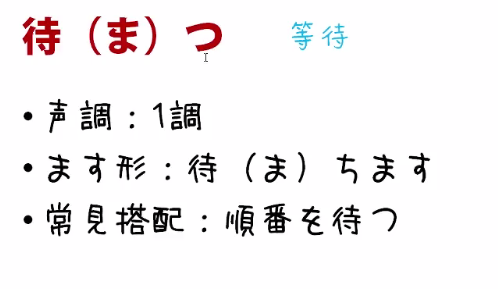 待（ま）つ 等待
• 声調：1調
• ます形：待（ま）ちます
• 常見搭配：順番を待つ